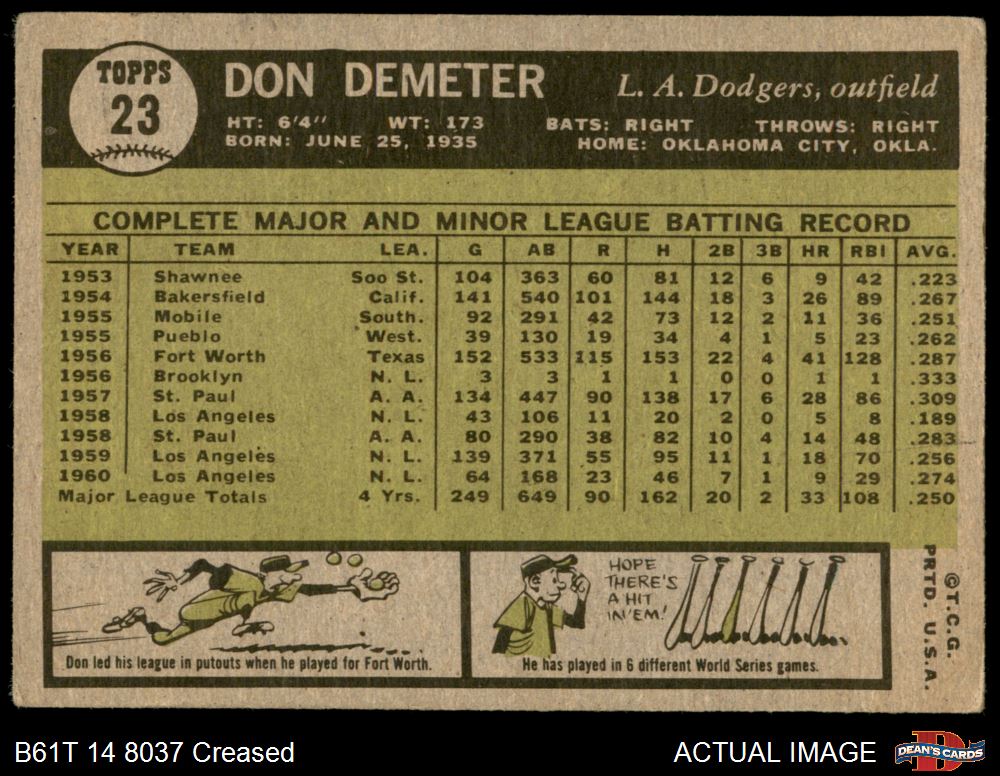 TOPPS
23
DON DEMETER
L. A. Dodgers, outfield
HT: 6'4" WT: 173 BATS: RIGHT THROWS: RIGHT
BORN: JUNE 25, 1935 HOME: OKLAHOMA CITY, OKLA.
COMPLETE MAJOR AND MINOR LEAGUE BATTING RECORD
YEAR TEAM LEA. G AB R H 2B 3B HR RBI AVG.
1953 Shawnee Soo St. 104 363 60 81 12 6 9 42 .223
1954 Bakersfield Calif. 141 540 101 144 18 3 26 89 .267
1955 Mobile South. 92 291 42 73 12 2 11 36 .251
1955 Pueblo West. 39 130 19 34 4 1 5 23 .262
1956 Fort Worth Texas 152 533 115 153 22 4 41 128 .287
1956 Brooklyn N. L. 3 3 1 1 0 0 1 1 .333
1957 St. Paul A. A. 134 447 90 138 17 6 28 86 .309
1958 Los Angeles N. L. 43 106 11 20 2 0 5 8 .189
1958 St. Paul A. A. 80 290 38 82 10 4 14 48 .283
1959 Los Angeles N. L. 139 371 55 95 11 1 18 70 .256
1960 Los Angeles N. L. 64 168 23 46 7 1 9 29 .274
Major League Totals 4 Yrs. 249 649 90 162 20 2 33 108 .250
Don led his league in putouts when he played for Fort Worth.
HOPE
THERE'S
A HIT
IN 'EM!
He has played in 6 different World Series games.
©T.C.G.
PRTD. U.S.A.
B61T 14 8037 Creased
ACTUAL IMAGE
DEAN'S CARDS